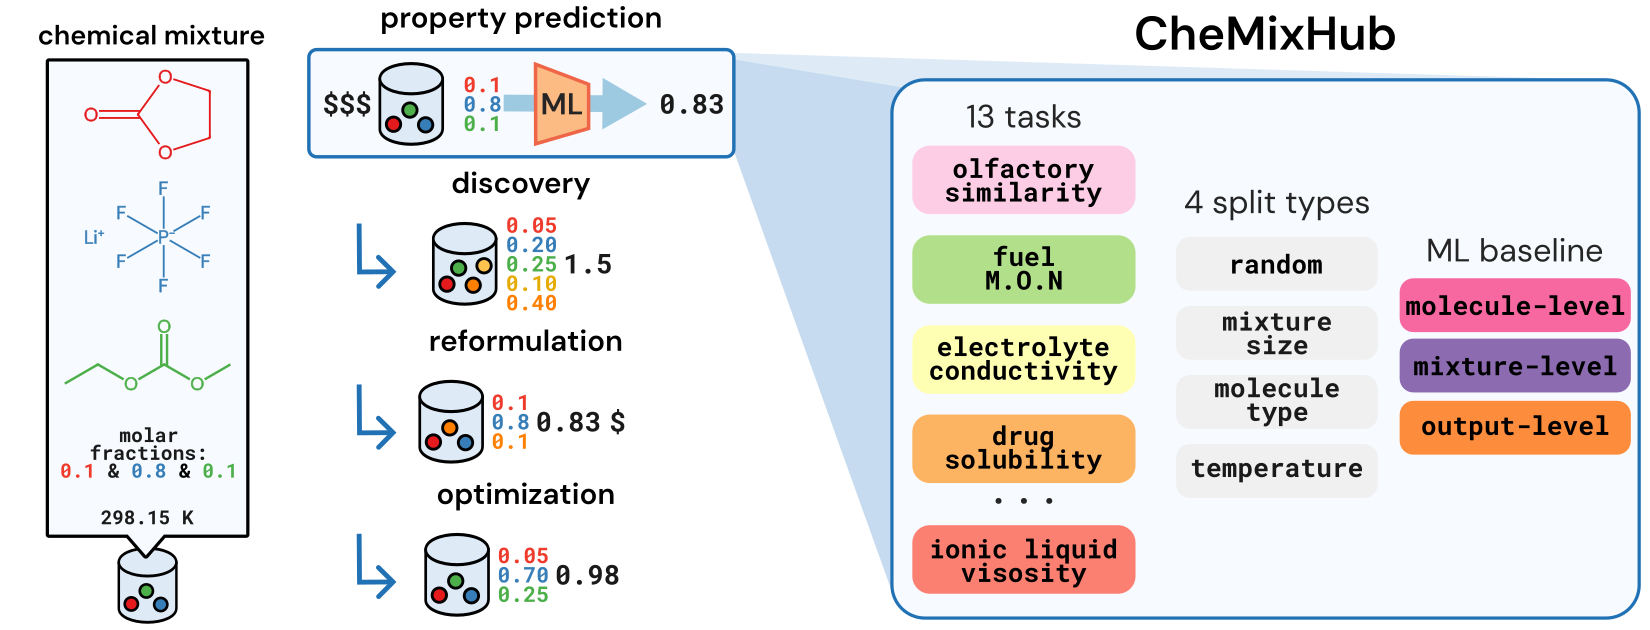 chemical mixture
O
O
O
F
F
F
Li+
P-
F
F
F
O
O
O
molar
fractions:
0.1 & 0.8 & 0.1
298.15 K
property prediction
$$$
0.1
0.8
0.1
ML
0.83
discovery
0.05
0.20
0.25
0.10
0.40
1.5
reformulation
0.1
0.8
0.1
0.83 $
optimization
0.05
0.70
0.25
0.98
CheMixHub
13 tasks
olfactory
similarity
fuel
M.O.N
electrolyte
conductivity
drug
solubility
...
ionic liquid
visosity
4 split types
random
mixture
size
molecule
type
temperature
ML baseline
molecule-level
mixture-level
output-level